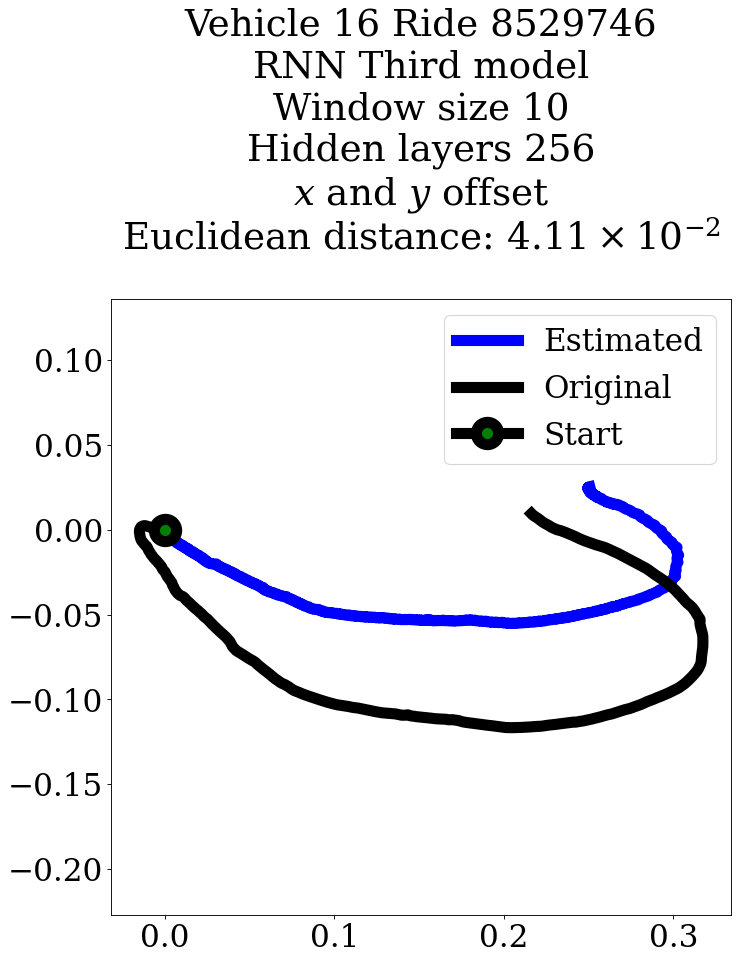 Vehicle 16 Ride 8529746
RNN Third model
Window size 10
Hidden layers 256
x and y offset
Euclidean distance: 4.11 × 10⁻²
Estimated
Original
Start
0.10
0.05
0.00
−0.05
−0.10
−0.15
−0.20
0.0 0.1 0.2 0.3